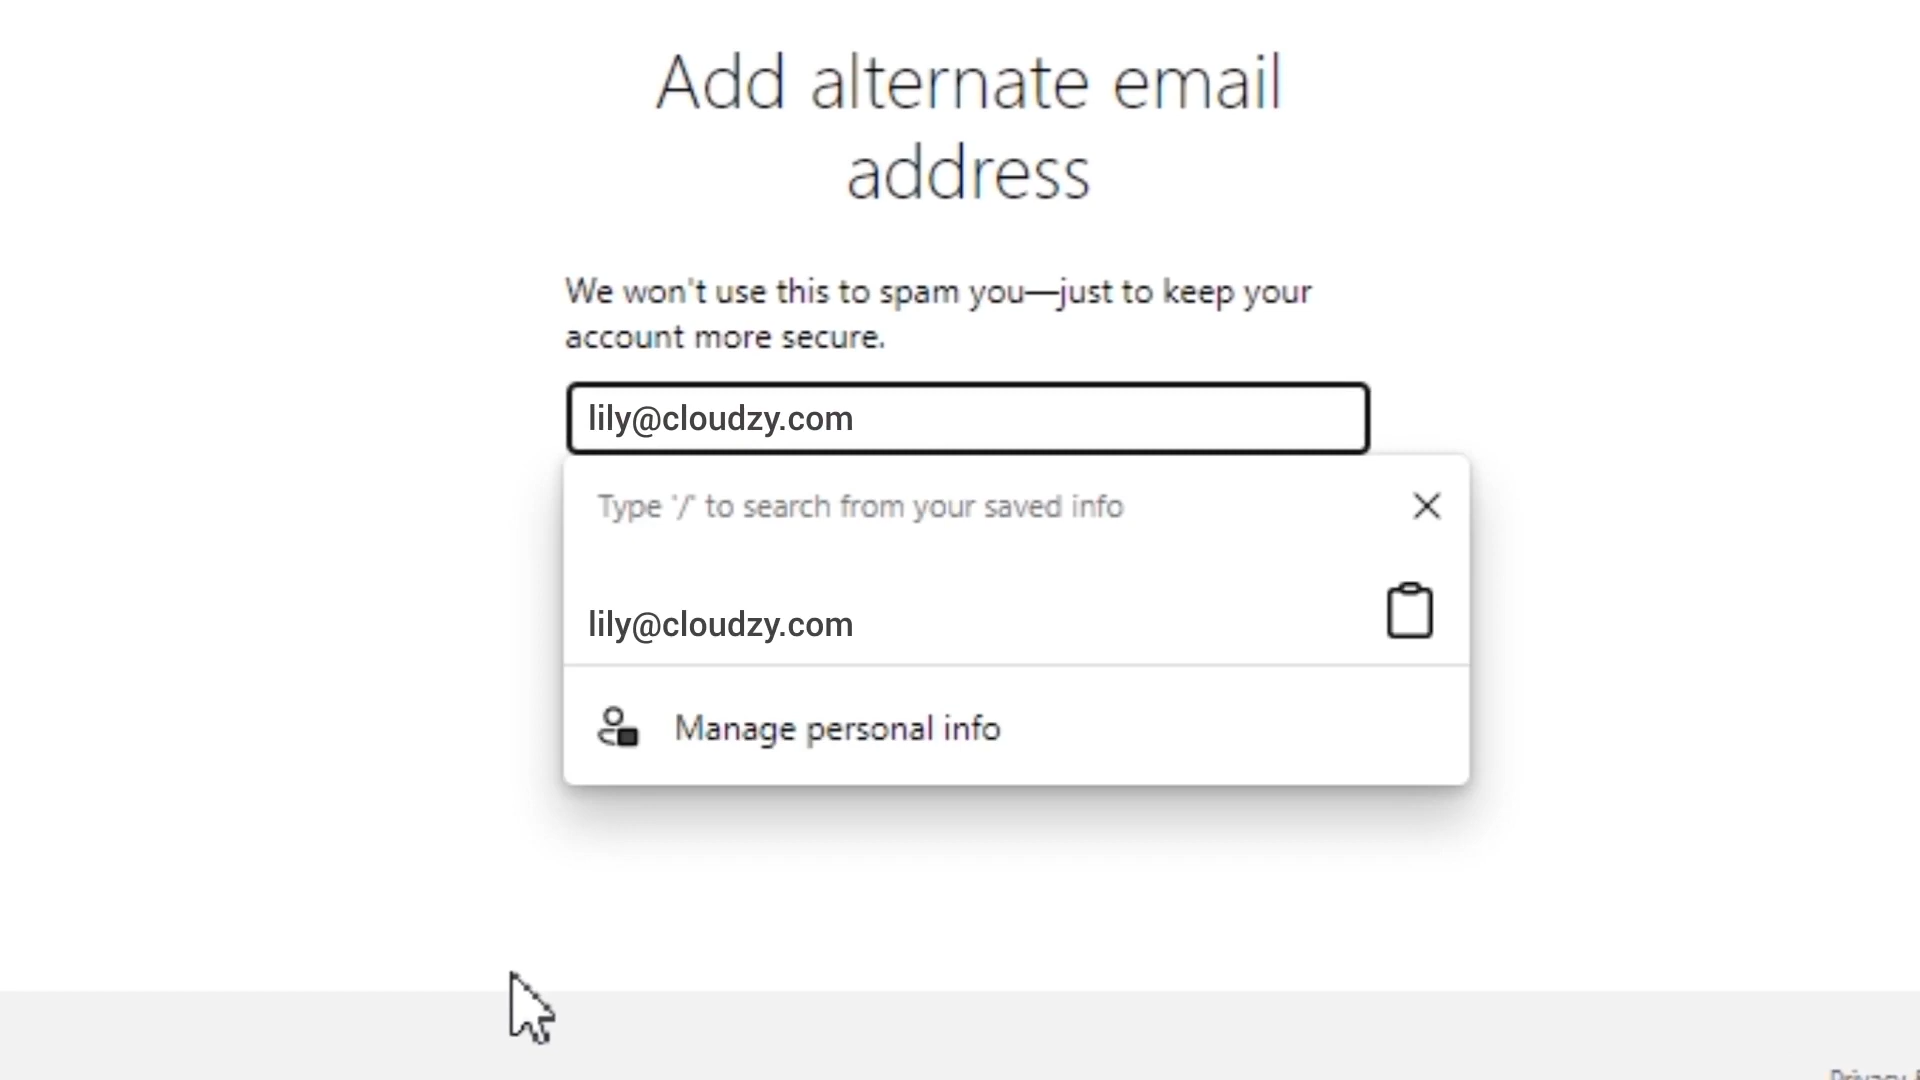 Add alternate email
address
We won't use this to spam you—just to keep your
account more secure.
lily@cloudzy.com
Type '/' to search from your saved info
lily@cloudzy.com
Manage personal info
Privacy